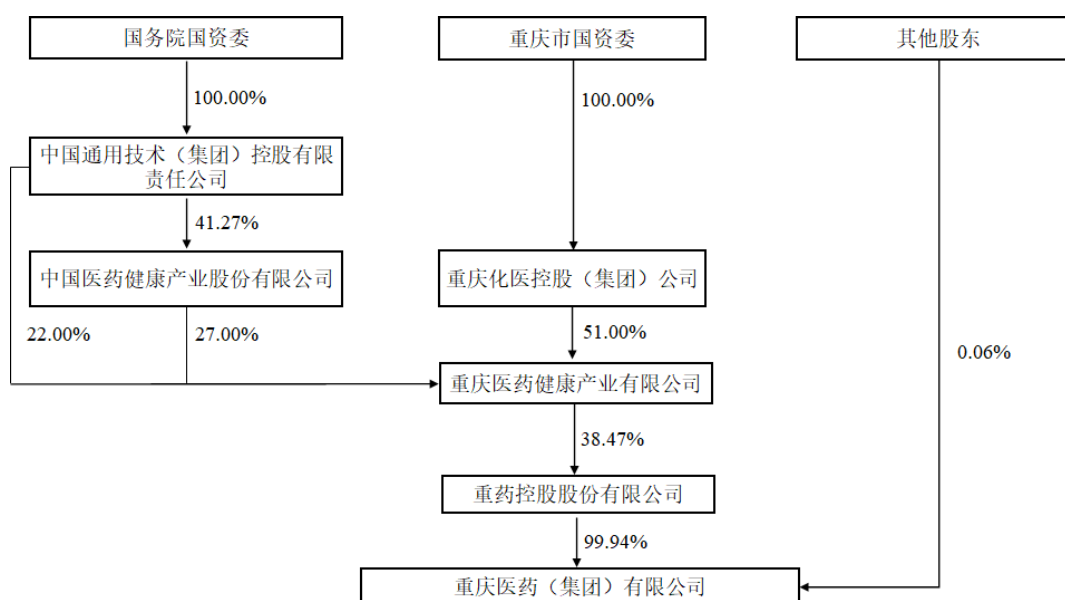 国务院国资委
重庆市国资委
其他股东
100.00%
100.00%
中国通用技术（集团）控股有限
责任公司
41.27%
中国医药健康产业股份有限公司
重庆化医控股（集团）公司
22.00%
27.00%
51.00%
0.06%
重庆医药健康产业有限公司
38.47%
重药控股股份有限公司
99.94%
重庆医药（集团）有限公司